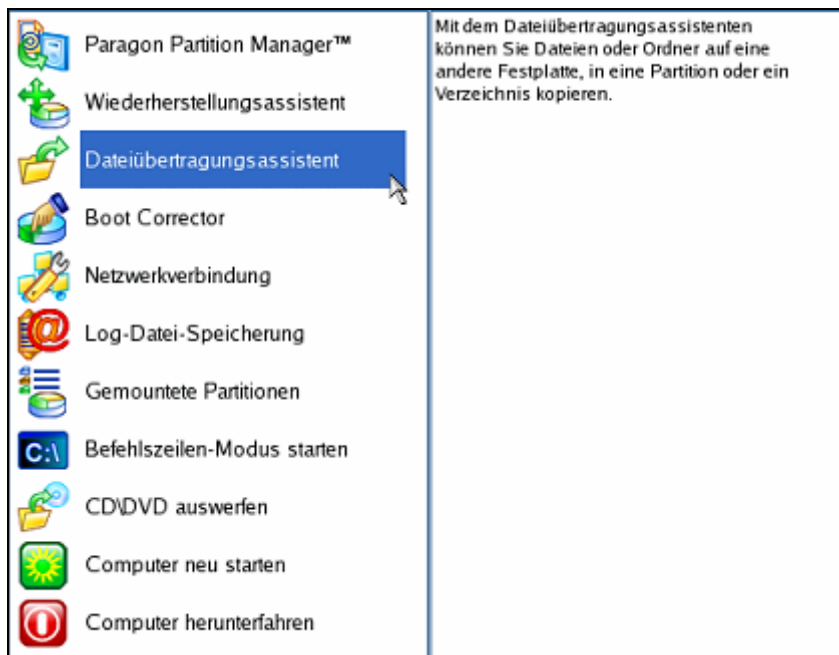 Paragon Partition Manager™
Wiederherstellungsassistent
Dateiübertragungsassistent
Boot Corrector
Netzwerkverbindung
Log-Datei-Speicherung
Gemountete Partitionen
C:\
Befehlszeilen-Modus starten
CD\DVD auswerfen
Computer neu starten
Computer herunterfahren
Mit dem Dateiübertragungsassistenten
können Sie Dateien oder Ordner auf eine
andere Festplatte, in eine Partition oder ein
Verzeichnis kopieren.